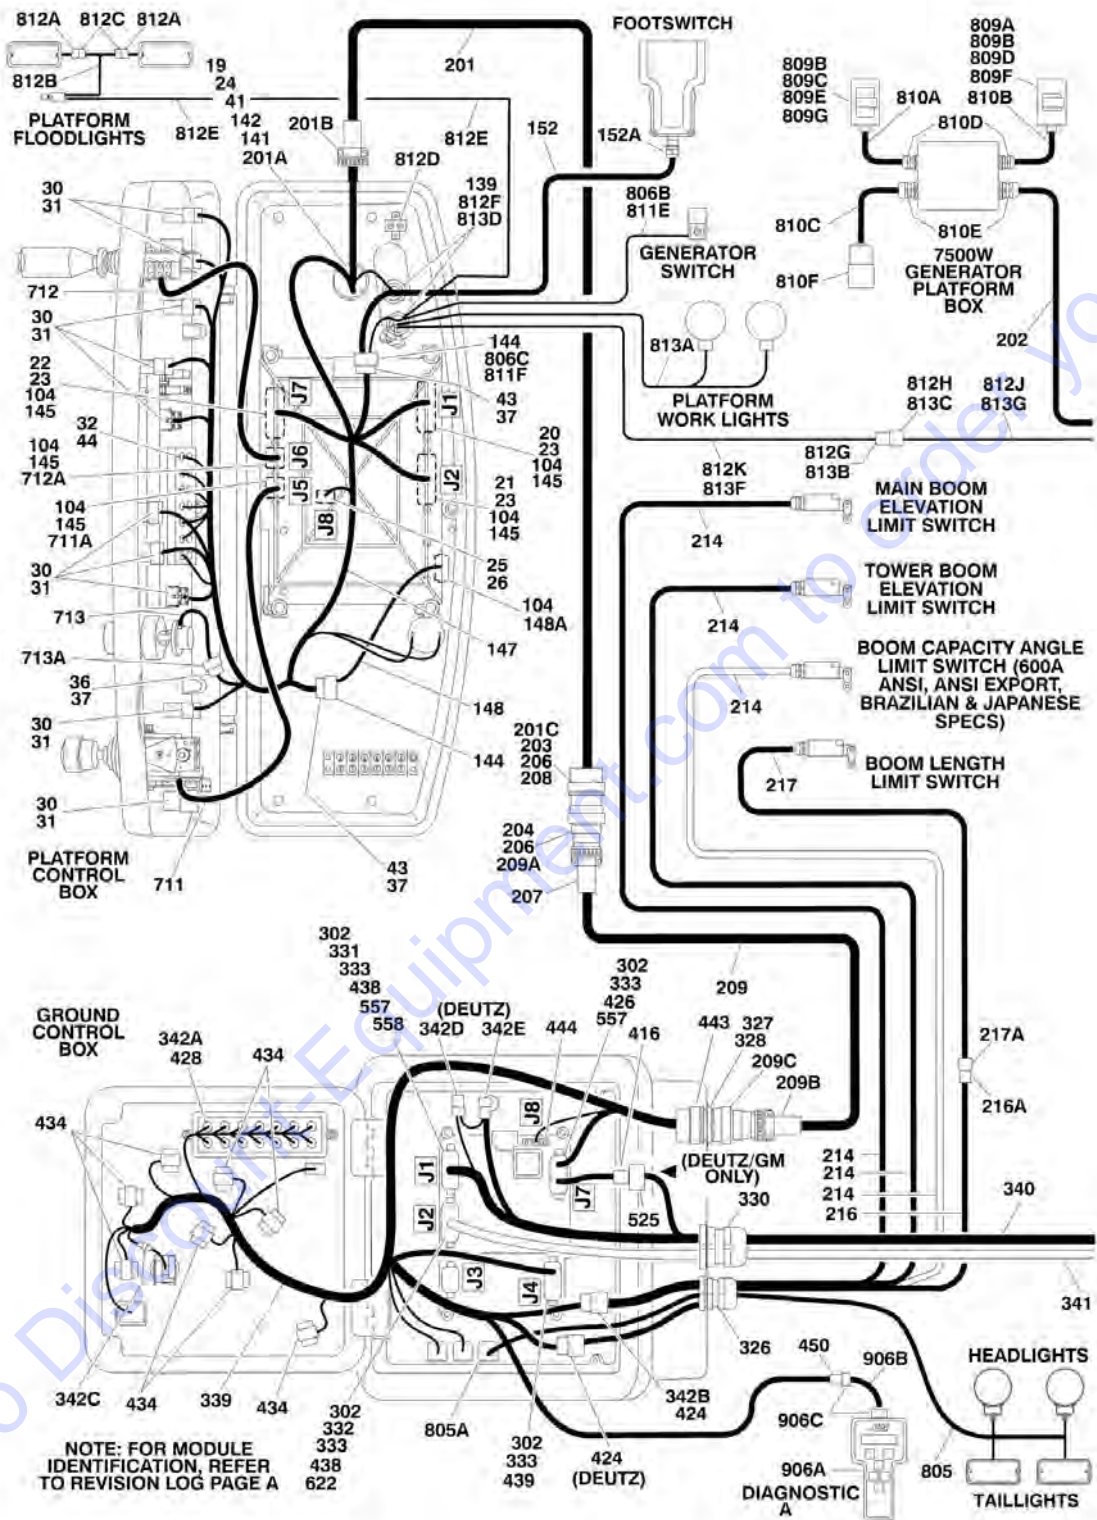 812A 812C 812A
812B
PLATFORM
FLOODLIGHTS
19
24
41
142
141
201A
812E
201B
201
812E
812D
139
812F
813D
FOOTSWITCH
152
152A
806B
811E
GENERATOR
SWITCH
809B
809C
809E
809G
810A
809A
809B
809D
809F
810B
810D
810C
810E
810F
7500W
GENERATOR
PLATFORM
BOX
202
30
31
712
30
31
22
23
104
145
32
44
104
145
712A
104
145
711A
30
31
713
713A
36
37
30
31
30
31
PLATFORM
CONTROL
BOX
711
J7
J6
J5
J8
J1
J2
144
806C
811F
43
37
20
23
104
145
21
23
104
145
25
26
104
148A
147
148
144
43
37
813A
PLATFORM
WORK LIGHTS
812H
813C
812J
813G
812G
813B
812K
813F
214
MAIN BOOM
ELEVATION
LIMIT SWITCH
214
TOWER BOOM
ELEVATION
LIMIT SWITCH
214
BOOM CAPACITY ANGLE
LIMIT SWITCH (600A
ANSI, ANSI EXPORT,
BRAZILIAN & JAPANESE
SPECS)
217
BOOM LENGTH
LIMIT SWITCH
201C
203
206
208
204
206
209A
207
209
217A
216A
GROUND
CONTROL
BOX
342A
428
434
434
302
331
333
438
557
558
(DEUTZ)
342D 342E
444
302
333
426
557
416
443
327
328
209C
209B
J8
J1
J2
J7
J3
J4
(DEUTZ/GM
ONLY)
525
330
214
214
214
216
340
341
326
342C
434
339
434
302
332
333
438
622
805A
302
333
439
424
(DEUTZ)
342B
424
450
906B
906C
906A
DIAGNOSTIC
A
805
HEADLIGHTS
TAILLIGHTS
NOTE: FOR MODULE
IDENTIFICATION, REFER
TO REVISION LOG PAGE A
Discount-Equipment.com to order yo